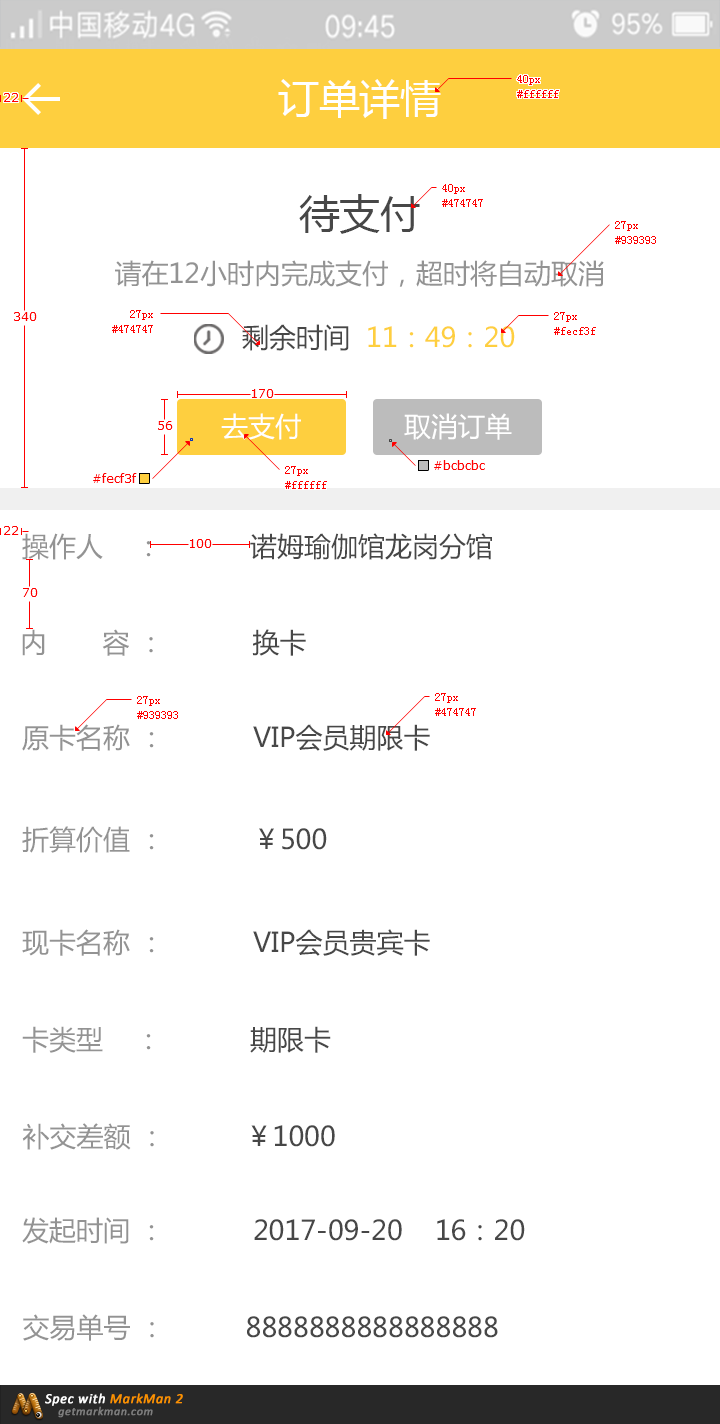 中国移动4G 09:45 95%
订单详情
40px
#ffffff
22
待支付
40px
#474747
请在12小时内完成支付，超时将自动取消
27px
#939393
340
剩余时间 11：49：20
27px
#474747
27px
#fecf3f
170
56
去支付 取消订单
#fecf3f
27px
#ffffff
#bcbcbc
22
操作人 ： 100 诺姆瑜伽馆龙岗分馆
70
内 容 ： 换卡
27px
#939393
27px
#474747
原卡名称 ： VIP会员期限卡
折算价值 ： ￥500
现卡名称 ： VIP会员贵宾卡
卡类型 ： 期限卡
补交差额 ： ￥1000
发起时间 ： 2017-09-20 16：20
交易单号 ： 8888888888888888
Spec with MarkMan 2
getmarkman.com